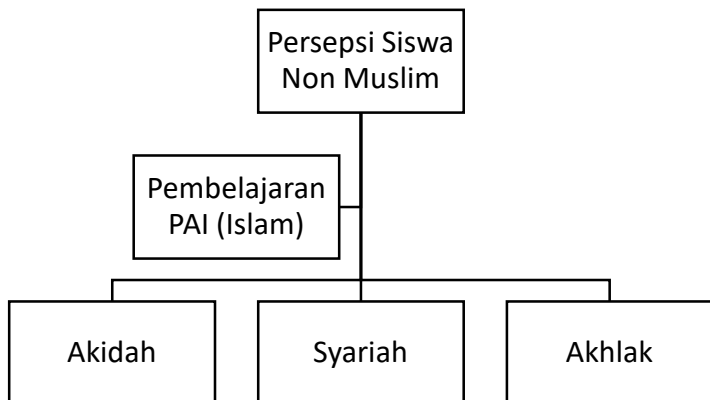 Persepsi Siswa
Non Muslim
Pembelajaran
PAI (Islam)
Akidah
Syariah
Akhlak